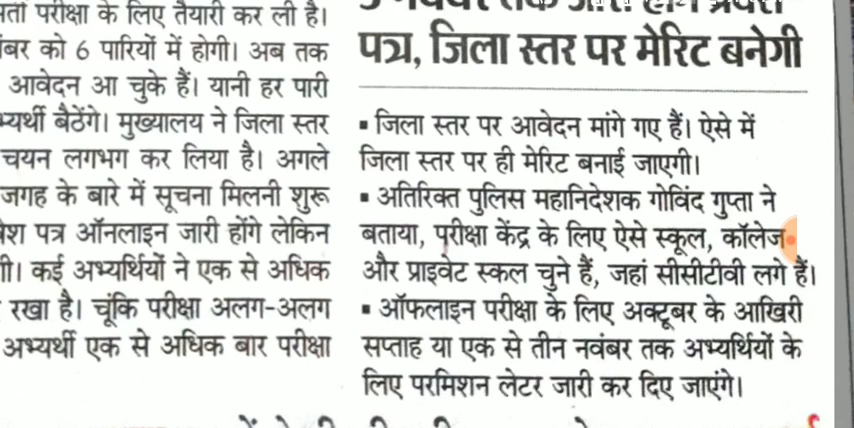 परीक्षा के लिए तैयारी कर ली है।
को 6 पारियों में होगी। अब तक
आवेदन आ चुके हैं। यानी हर पारी
बैठेंगे। मुख्यालय ने जिला स्तर
चयन लगभग कर लिया है। अगले
जगह के बारे में सूचना मिलनी शुरू
पत्र ऑनलाइन जारी होंगे लेकिन
कई अभ्यर्थियों ने एक से अधिक
रखा है। चूंकि परीक्षा अलग-अलग
अभ्यर्थी एक से अधिक बार परीक्षा
पत्र, जिला स्तर पर मेरिट बनेगी
▪ जिला स्तर पर आवेदन मांगे गए हैं। ऐसे में
जिला स्तर पर ही मेरिट बनाई जाएगी।
▪ अतिरिक्त पुलिस महानिदेशक गोविंद गुप्ता ने
बताया, परीक्षा केंद्र के लिए ऐसे स्कूल, कॉलेज
और प्राइवेट स्कल चुने हैं, जहां सीसीटीवी लगे हैं।
▪ ऑफलाइन परीक्षा के लिए अक्टूबर के आखिरी
सप्ताह या एक से तीन नवंबर तक अभ्यर्थियों के
लिए परमिशन लेटर जारी कर दिए जाएंगे।